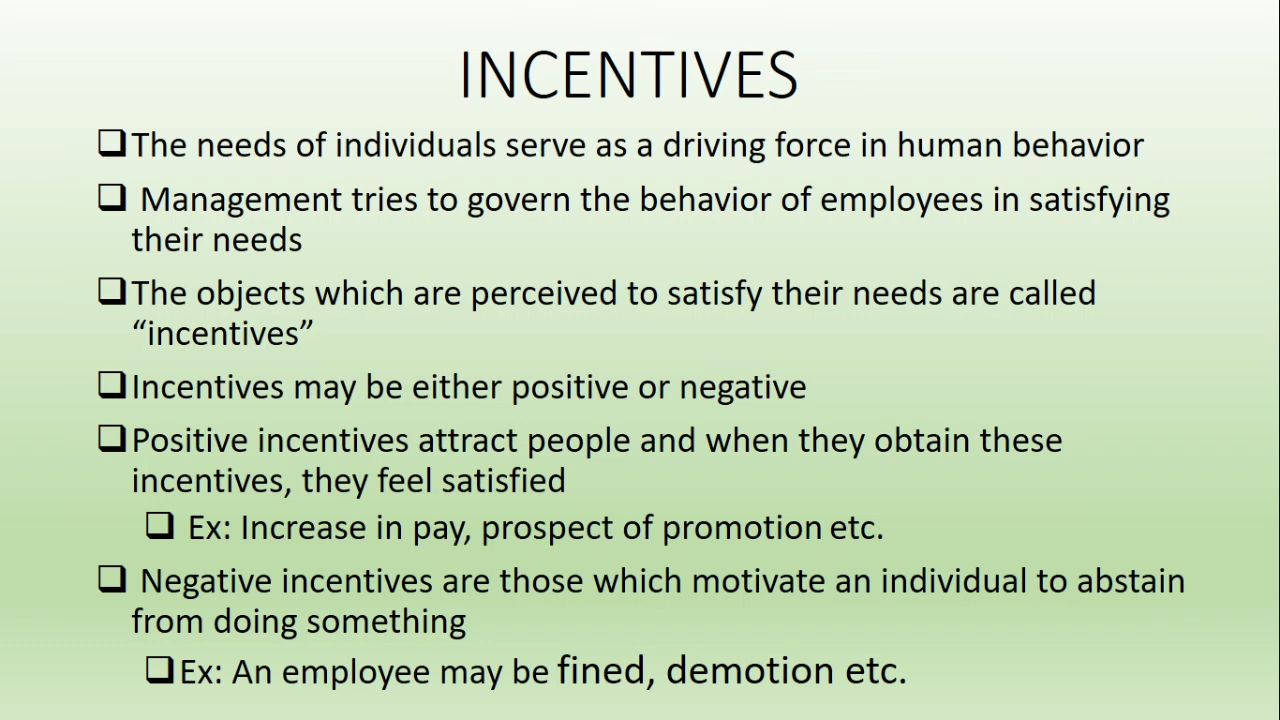 INCENTIVES
❑The needs of individuals serve as a driving force in human behavior
❑ Management tries to govern the behavior of employees in satisfying
their needs
❑The objects which are perceived to satisfy their needs are called
“incentives”
❑Incentives may be either positive or negative
❑Positive incentives attract people and when they obtain these
incentives, they feel satisfied
❑ Ex: Increase in pay, prospect of promotion etc.
❑ Negative incentives are those which motivate an individual to abstain
from doing something
❑Ex: An employee may be fined, demotion etc.